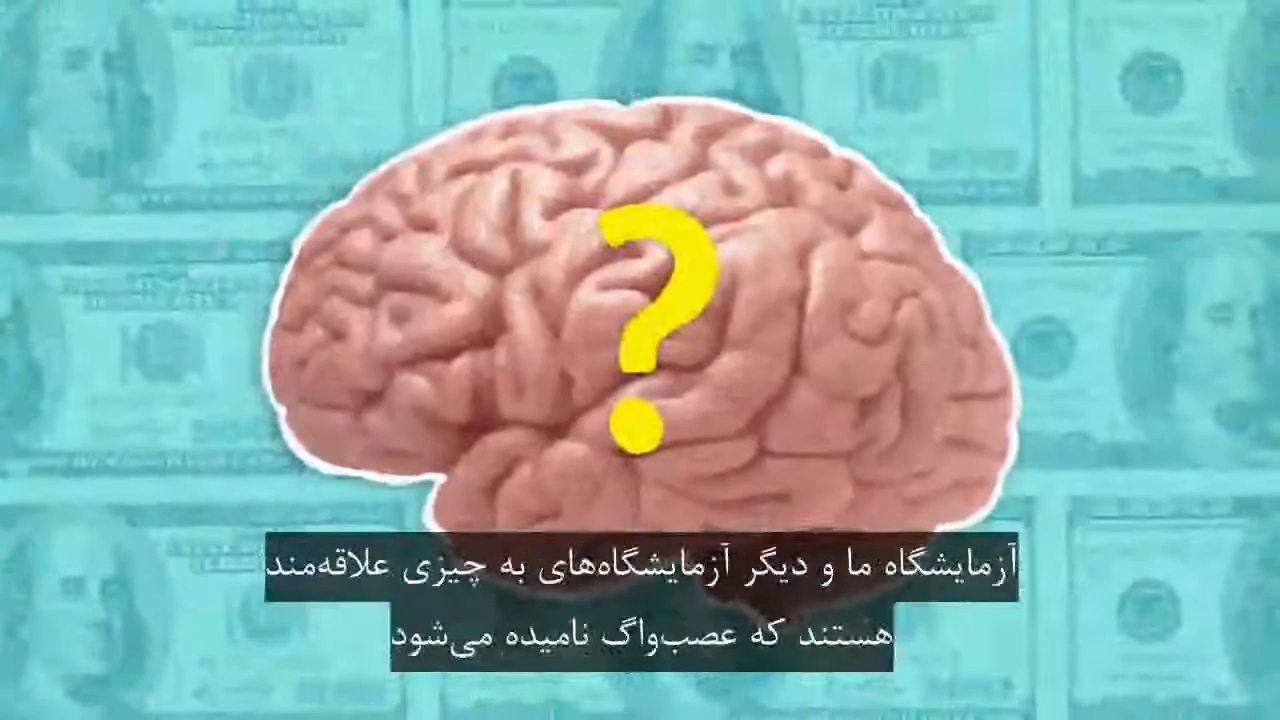 ?
آزمایشگاه ما و دیگر آزمایشگاه‌های به چیزی علاقه‌مند
هستند که عصب‌واگ نامیده می‌شود